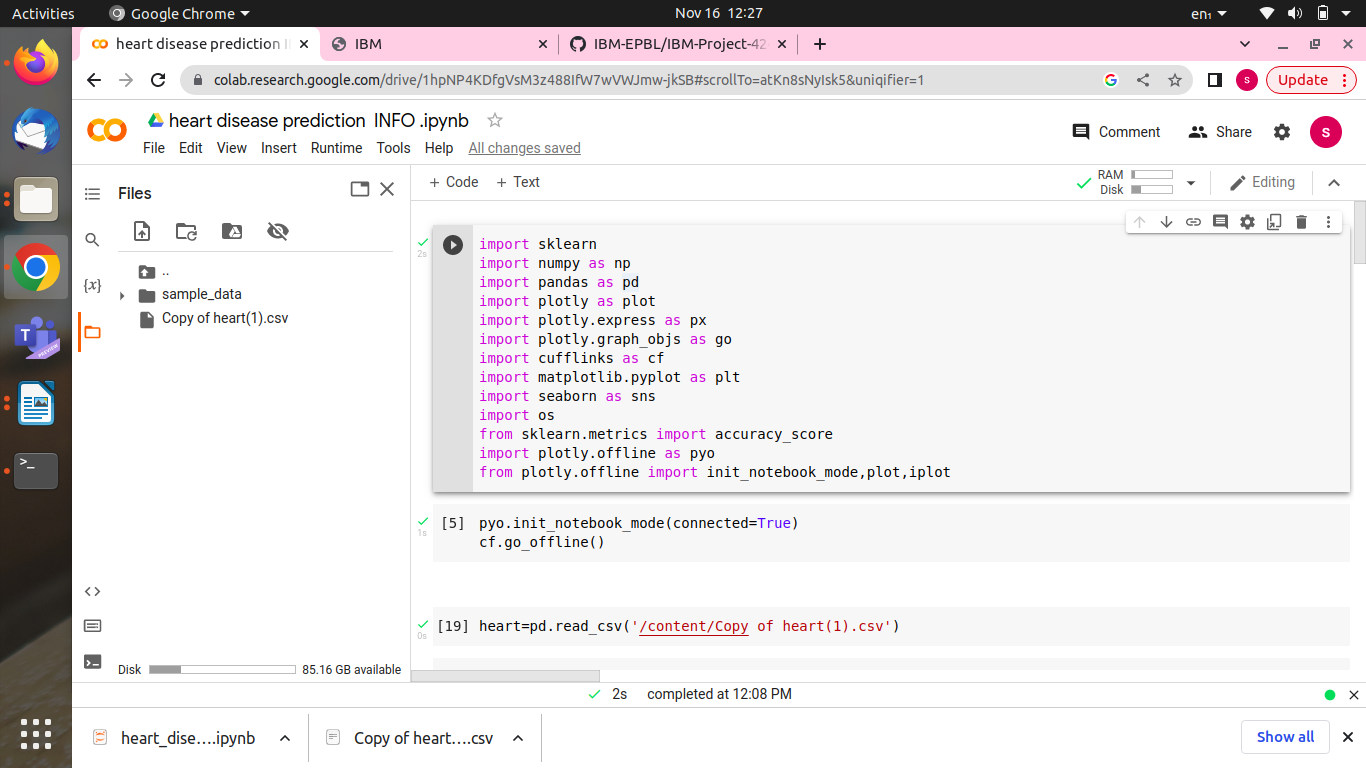 Activities Google Chrome Nov 16 12:27 en₁
heart disease prediction I IBM IBM-EPBL/IBM-Project-42
colab.research.google.com/drive/1hpNP4KDfgVsM3z488IfW7wVWJmw-jkSB#scrollTo=atKn8sNyIsk5&uniqifier=1 G S Update
heart disease prediction INFO .ipynb
File Edit View Insert Runtime Tools Help All changes saved
Comment Share S
Files
+ Code + Text
RAM
Disk
Editing
..
sample_data
Copy of heart(1).csv
{x}
2s
import sklearn
import numpy as np
import pandas as pd
import plotly as plot
import plotly.express as px
import plotly.graph_objs as go
import cufflinks as cf
import matplotlib.pyplot as plt
import seaborn as sns
import os
from sklearn.metrics import accuracy_score
import plotly.offline as pyo
from plotly.offline import init_notebook_mode,plot,iplot
1s
[5] pyo.init_notebook_mode(connected=True)
cf.go_offline()
0s
[19] heart=pd.read_csv('/content/Copy of heart(1).csv')
Disk 85.16 GB available
2s completed at 12:08 PM
heart_dise....ipynb Copy of heart....csv Show all